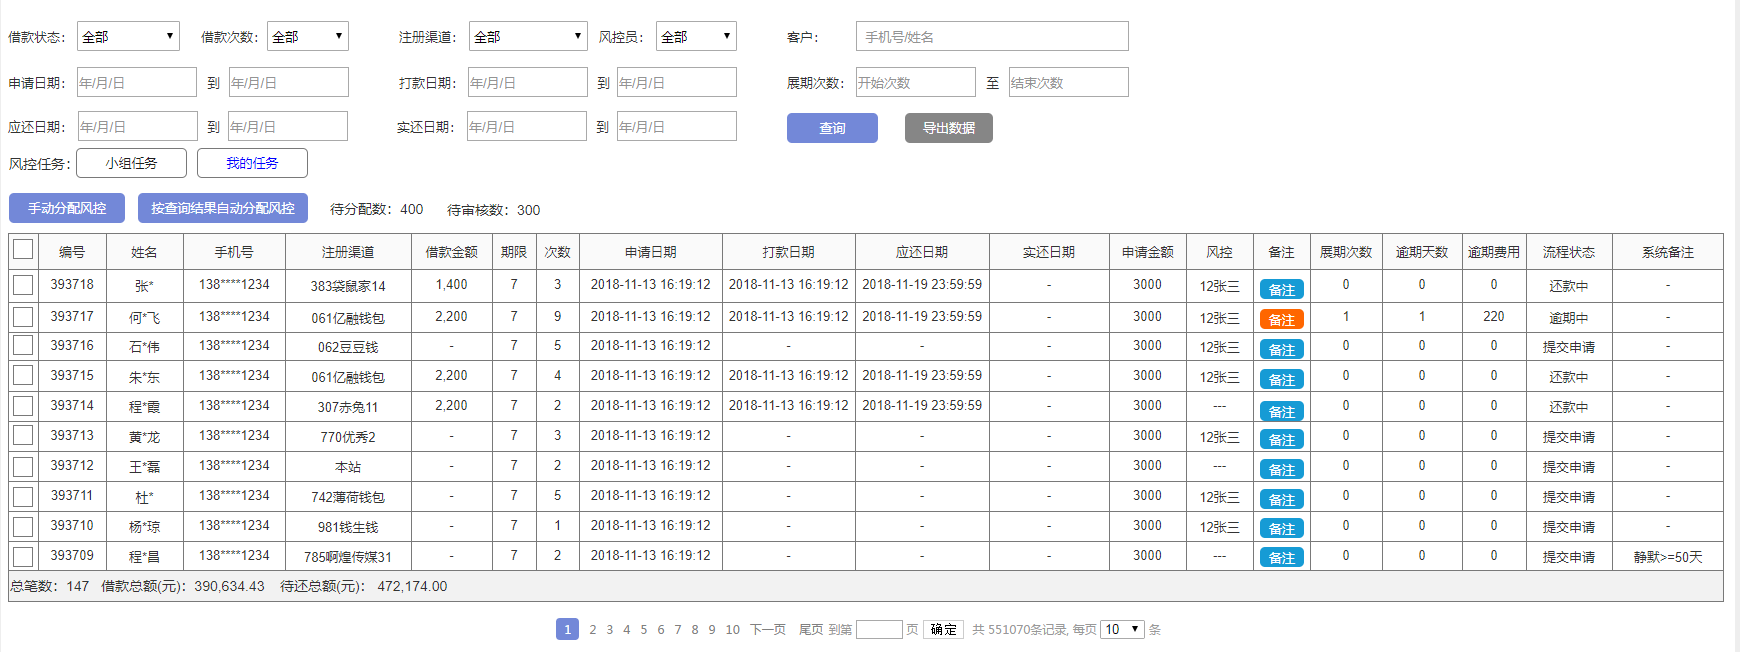 借款状态： 全部 借款次数： 全部 注册渠道： 全部 风控员： 全部 客户： 手机号/姓名
申请日期： 年/月/日 到 年/月/日 打款日期： 年/月/日 到 年/月/日 展期次数： 开始次数 至 结束次数
应还日期： 年/月/日 到 年/月/日 实还日期： 年/月/日 到 年/月/日 查询 导出数据
风控任务： 小组任务 我的任务
手动分配风控 按查询结果自动分配风控 待分配数：400 待审核数：300
编号 姓名 手机号 注册渠道 借款金额 期限 次数 申请日期 打款日期 应还日期 实还日期 申请金额 风控 备注 展期次数 逾期天数 逾期费用 流程状态 系统备注
393718 张* 138****1234 383袋鼠家14 1,400 7 3 2018-11-13 16:19:12 2018-11-13 16:19:12 2018-11-19 23:59:59 - 3000 12张三 备注 0 0 0 还款中 -
393717 何*飞 138****1234 061亿融钱包 2,200 7 9 2018-11-13 16:19:12 2018-11-13 16:19:12 2018-11-19 23:59:59 - 3000 12张三 备注 1 1 220 逾期中 -
393716 石*伟 138****1234 062豆豆钱 - 7 5 2018-11-13 16:19:12 - - - 3000 12张三 备注 0 0 0 提交申请 -
393715 朱*东 138****1234 061亿融钱包 2,200 7 4 2018-11-13 16:19:12 2018-11-13 16:19:12 2018-11-19 23:59:59 - 3000 12张三 备注 0 0 0 还款中 -
393714 程*霞 138****1234 307赤兔11 2,200 7 2 2018-11-13 16:19:12 2018-11-13 16:19:12 2018-11-19 23:59:59 - 3000 --- 备注 0 0 0 还款中 -
393713 黄*龙 138****1234 770优秀2 - 7 3 2018-11-13 16:19:12 - - - 3000 12张三 备注 0 0 0 提交申请 -
393712 王*磊 138****1234 本站 - 7 2 2018-11-13 16:19:12 - - - 3000 --- 备注 0 0 0 提交申请 -
393711 杜* 138****1234 742薄荷钱包 - 7 5 2018-11-13 16:19:12 - - - 3000 12张三 备注 0 0 0 提交申请 -
393710 杨*琼 138****1234 981钱生钱 - 7 1 2018-11-13 16:19:12 - - - 3000 12张三 备注 0 0 0 提交申请 -
393709 程*昌 138****1234 785啊煌传媒31 - 7 2 2018-11-13 16:19:12 - - - 3000 --- 备注 0 0 0 提交申请 静默>=50天
总笔数：147 借款总额(元)：390,634.43 待还总额(元)： 472,174.00
1 2 3 4 5 6 7 8 9 10 下一页 尾页 到第 页 确定 共 551070条记录, 每页 10 条